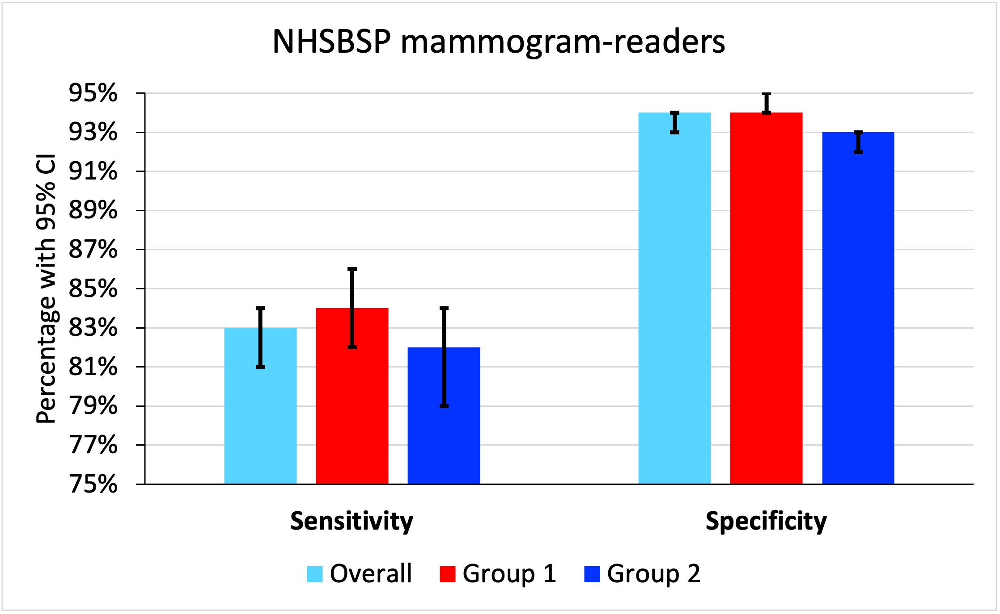 NHSBSP mammogram-readers
Percentage with 95% CI
95%
93%
91%
89%
87%
85%
83%
81%
79%
77%
75%
Sensitivity
Specificity
Overall
Group 1
Group 2